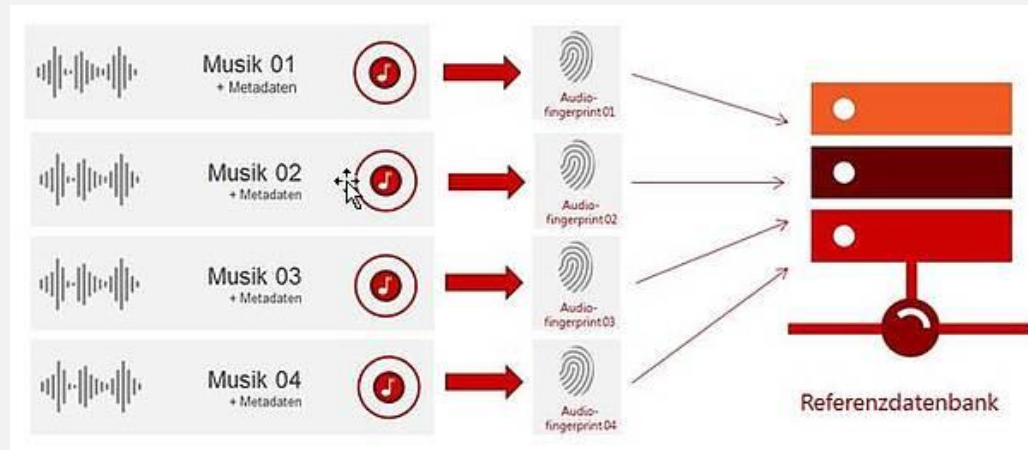 Musik 01
+ Metadaten
Audio-
fingerprint01
Musik 02
+ Metadaten
Audio-
fingerprint02
Musik 03
+ Metadaten
Audio-
fingerprint03
Musik 04
+ Metadaten
Audio-
fingerprint04
Referenzdatenbank